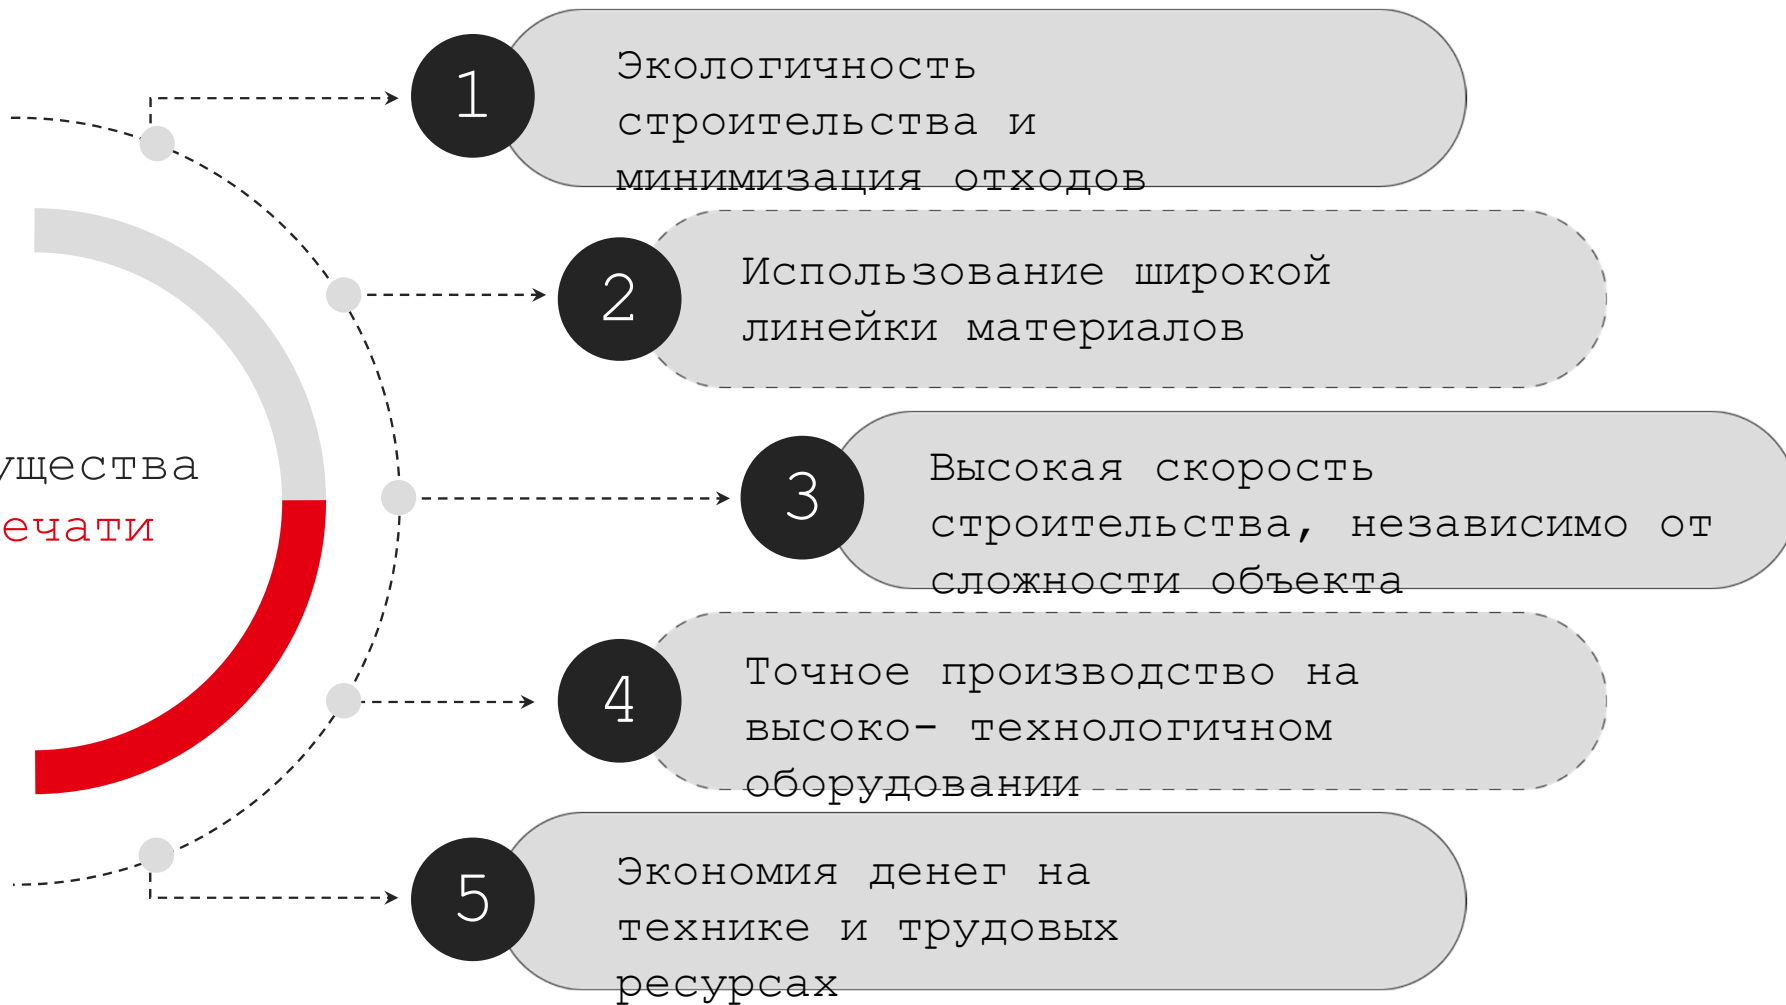 1
Экологичность
строительства и
минимизация отходов
2
Использование широкой
линейки материалов
ущества
ечати
3
Высокая скорость
строительства, независимо от
сложности объекта
4
Точное производство на
высоко- технологичном
оборудовании
5
Экономия денег на
технике и трудовых
ресурсах